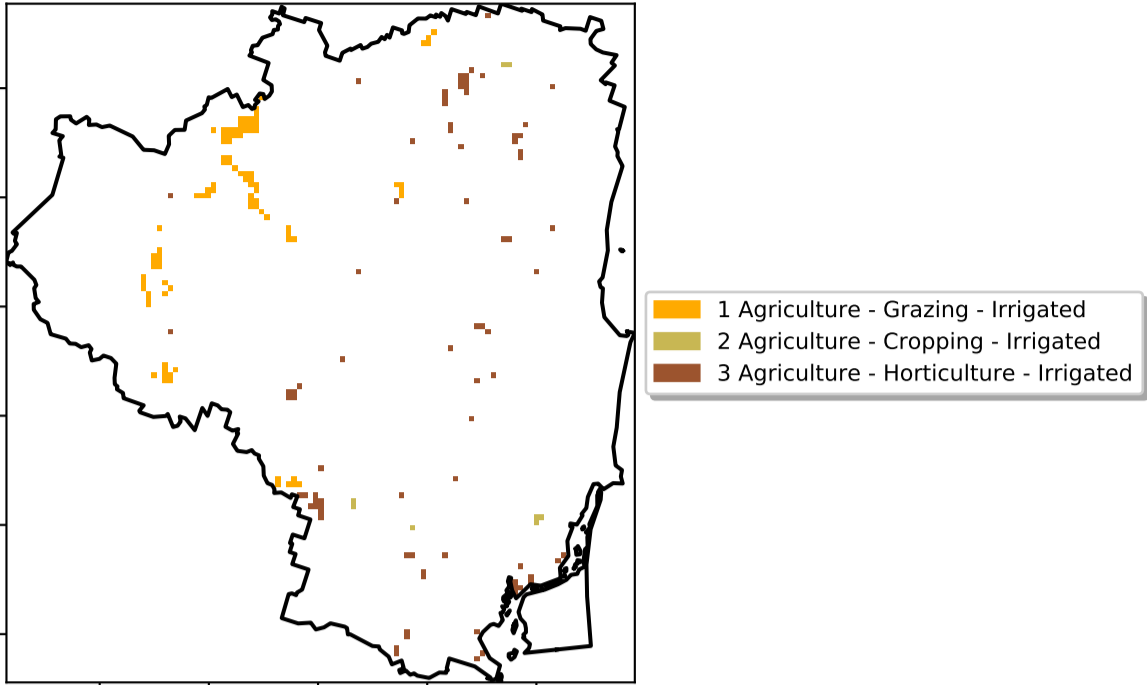 1 Agriculture - Grazing - Irrigated
2 Agriculture - Cropping - Irrigated
3 Agriculture - Horticulture - Irrigated